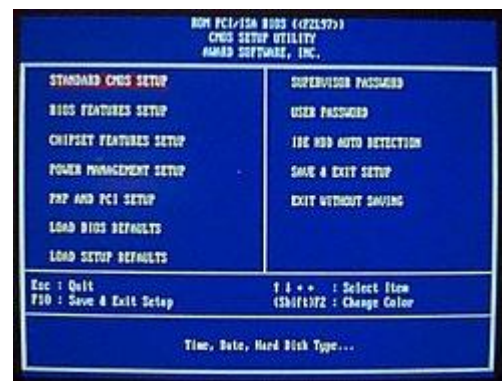 ROM PCI/ISA BIOS (<P2L97>)
CMOS SETUP UTILITY
AWARD SOFTWARE, INC.
STANDARD CMOS SETUP
BIOS FEATURES SETUP
CHIPSET FEATURES SETUP
POWER MANAGEMENT SETUP
PNP AND PCI SETUP
LOAD BIOS DEFAULTS
LOAD SETUP DEFAULTS
SUPERVISOR PASSWORD
USER PASSWORD
IDE HDD AUTO DETECTION
SAVE & EXIT SETUP
EXIT WITHOUT SAVING
Esc : Quit
F10 : Save & Exit Setup
↑ ↓ → ← : Select Item
(Shift)F2 : Change Color
Time, Date, Hard Disk Type...